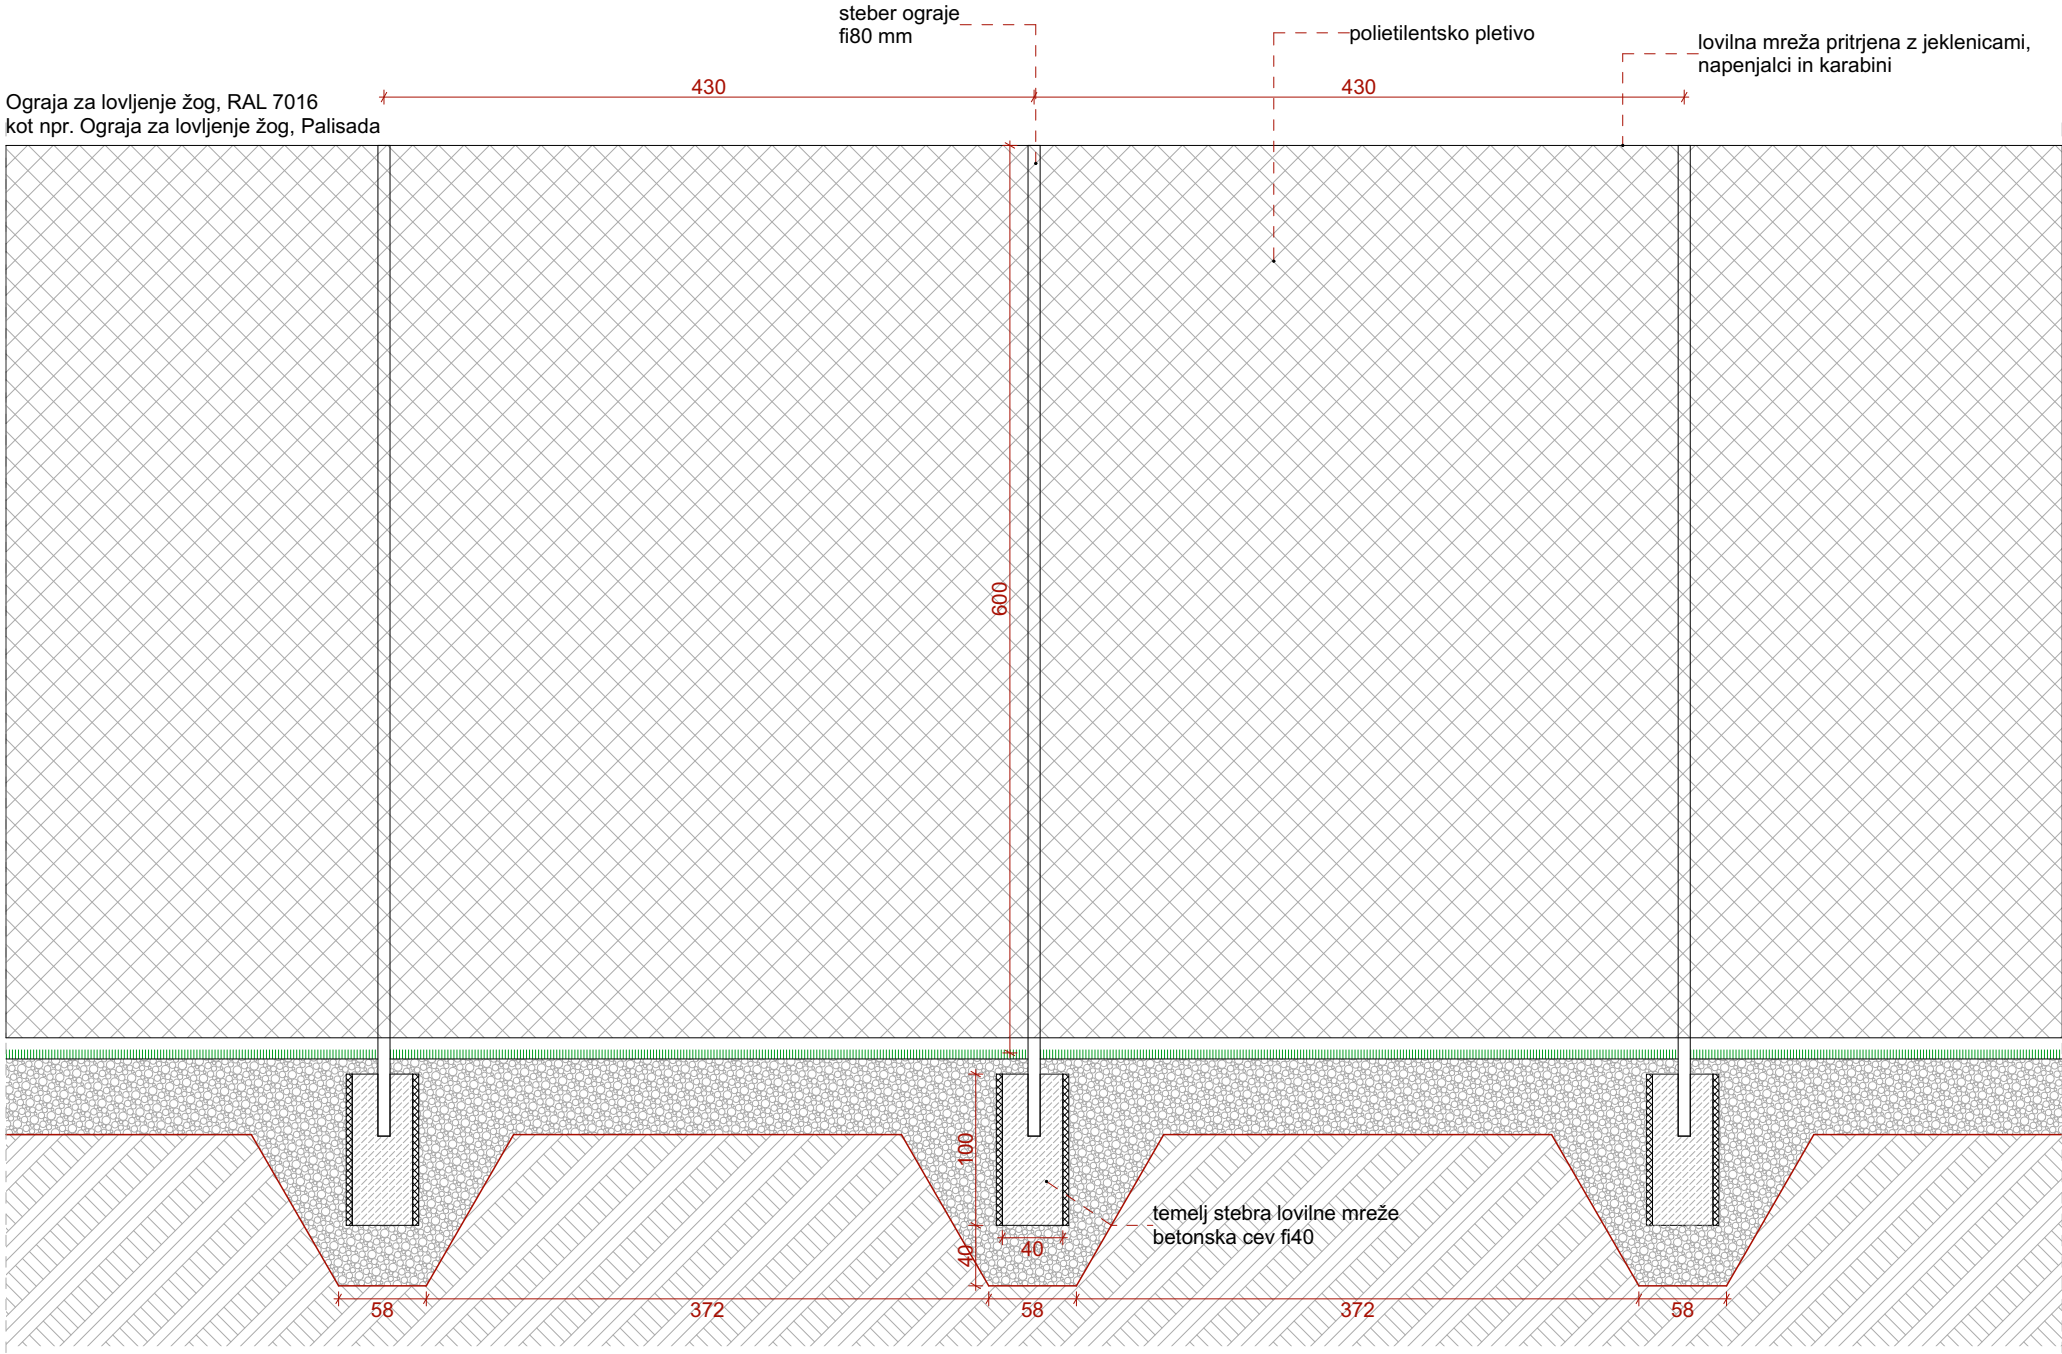 steber ograje
fi80 mm
polietilentsko pletivo
lovilna mreža pritrjena z jeklenicami,
napenjalci in karabini
430
430
Ograja za lovljenje žog, RAL 7016
kot npr. Ograja za lovljenje žog, Palisada
600
100
temelj stebra lovilne mreže
betonska cev fi40
40
40
58
372
58
372
58